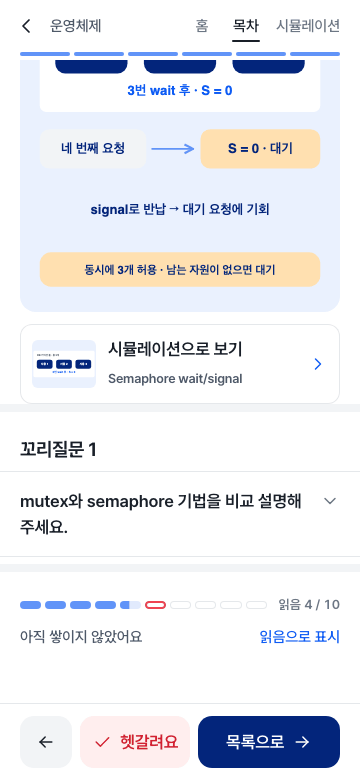 운영체제
홈 목차 시뮬레이션
3번 wait 후 · S = 0
네 번째 요청
S = 0 · 대기
signal로 반납 → 대기 요청에 기회
동시에 3개 허용 · 남는 자원이 없으면 대기
시뮬레이션으로 보기
Semaphore wait/signal
꼬리질문 1
mutex와 semaphore 기법을 비교 설명해
주세요.
읽음 4 / 10
아직 쌓이지 않았어요
읽음으로 표시
헷갈려요
목록으로 →